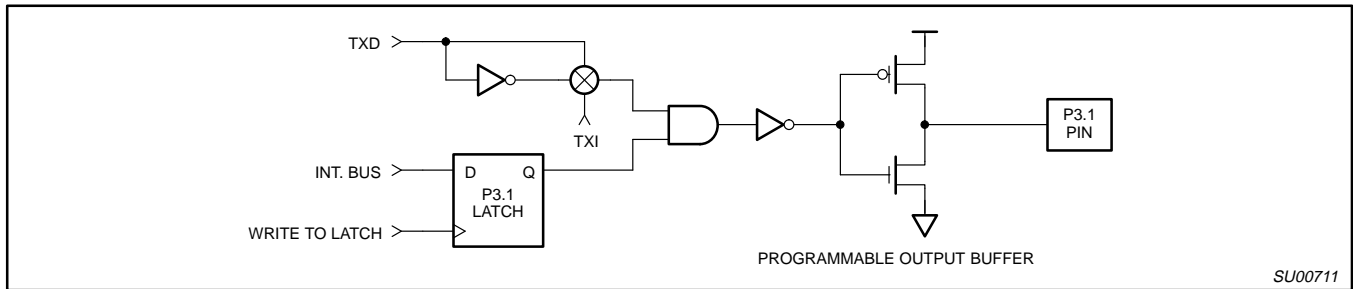 TXD
TXI
INT. BUS
D
Q
P3.1
LATCH
WRITE TO LATCH
P3.1
PIN
PROGRAMMABLE OUTPUT BUFFER
SU00711